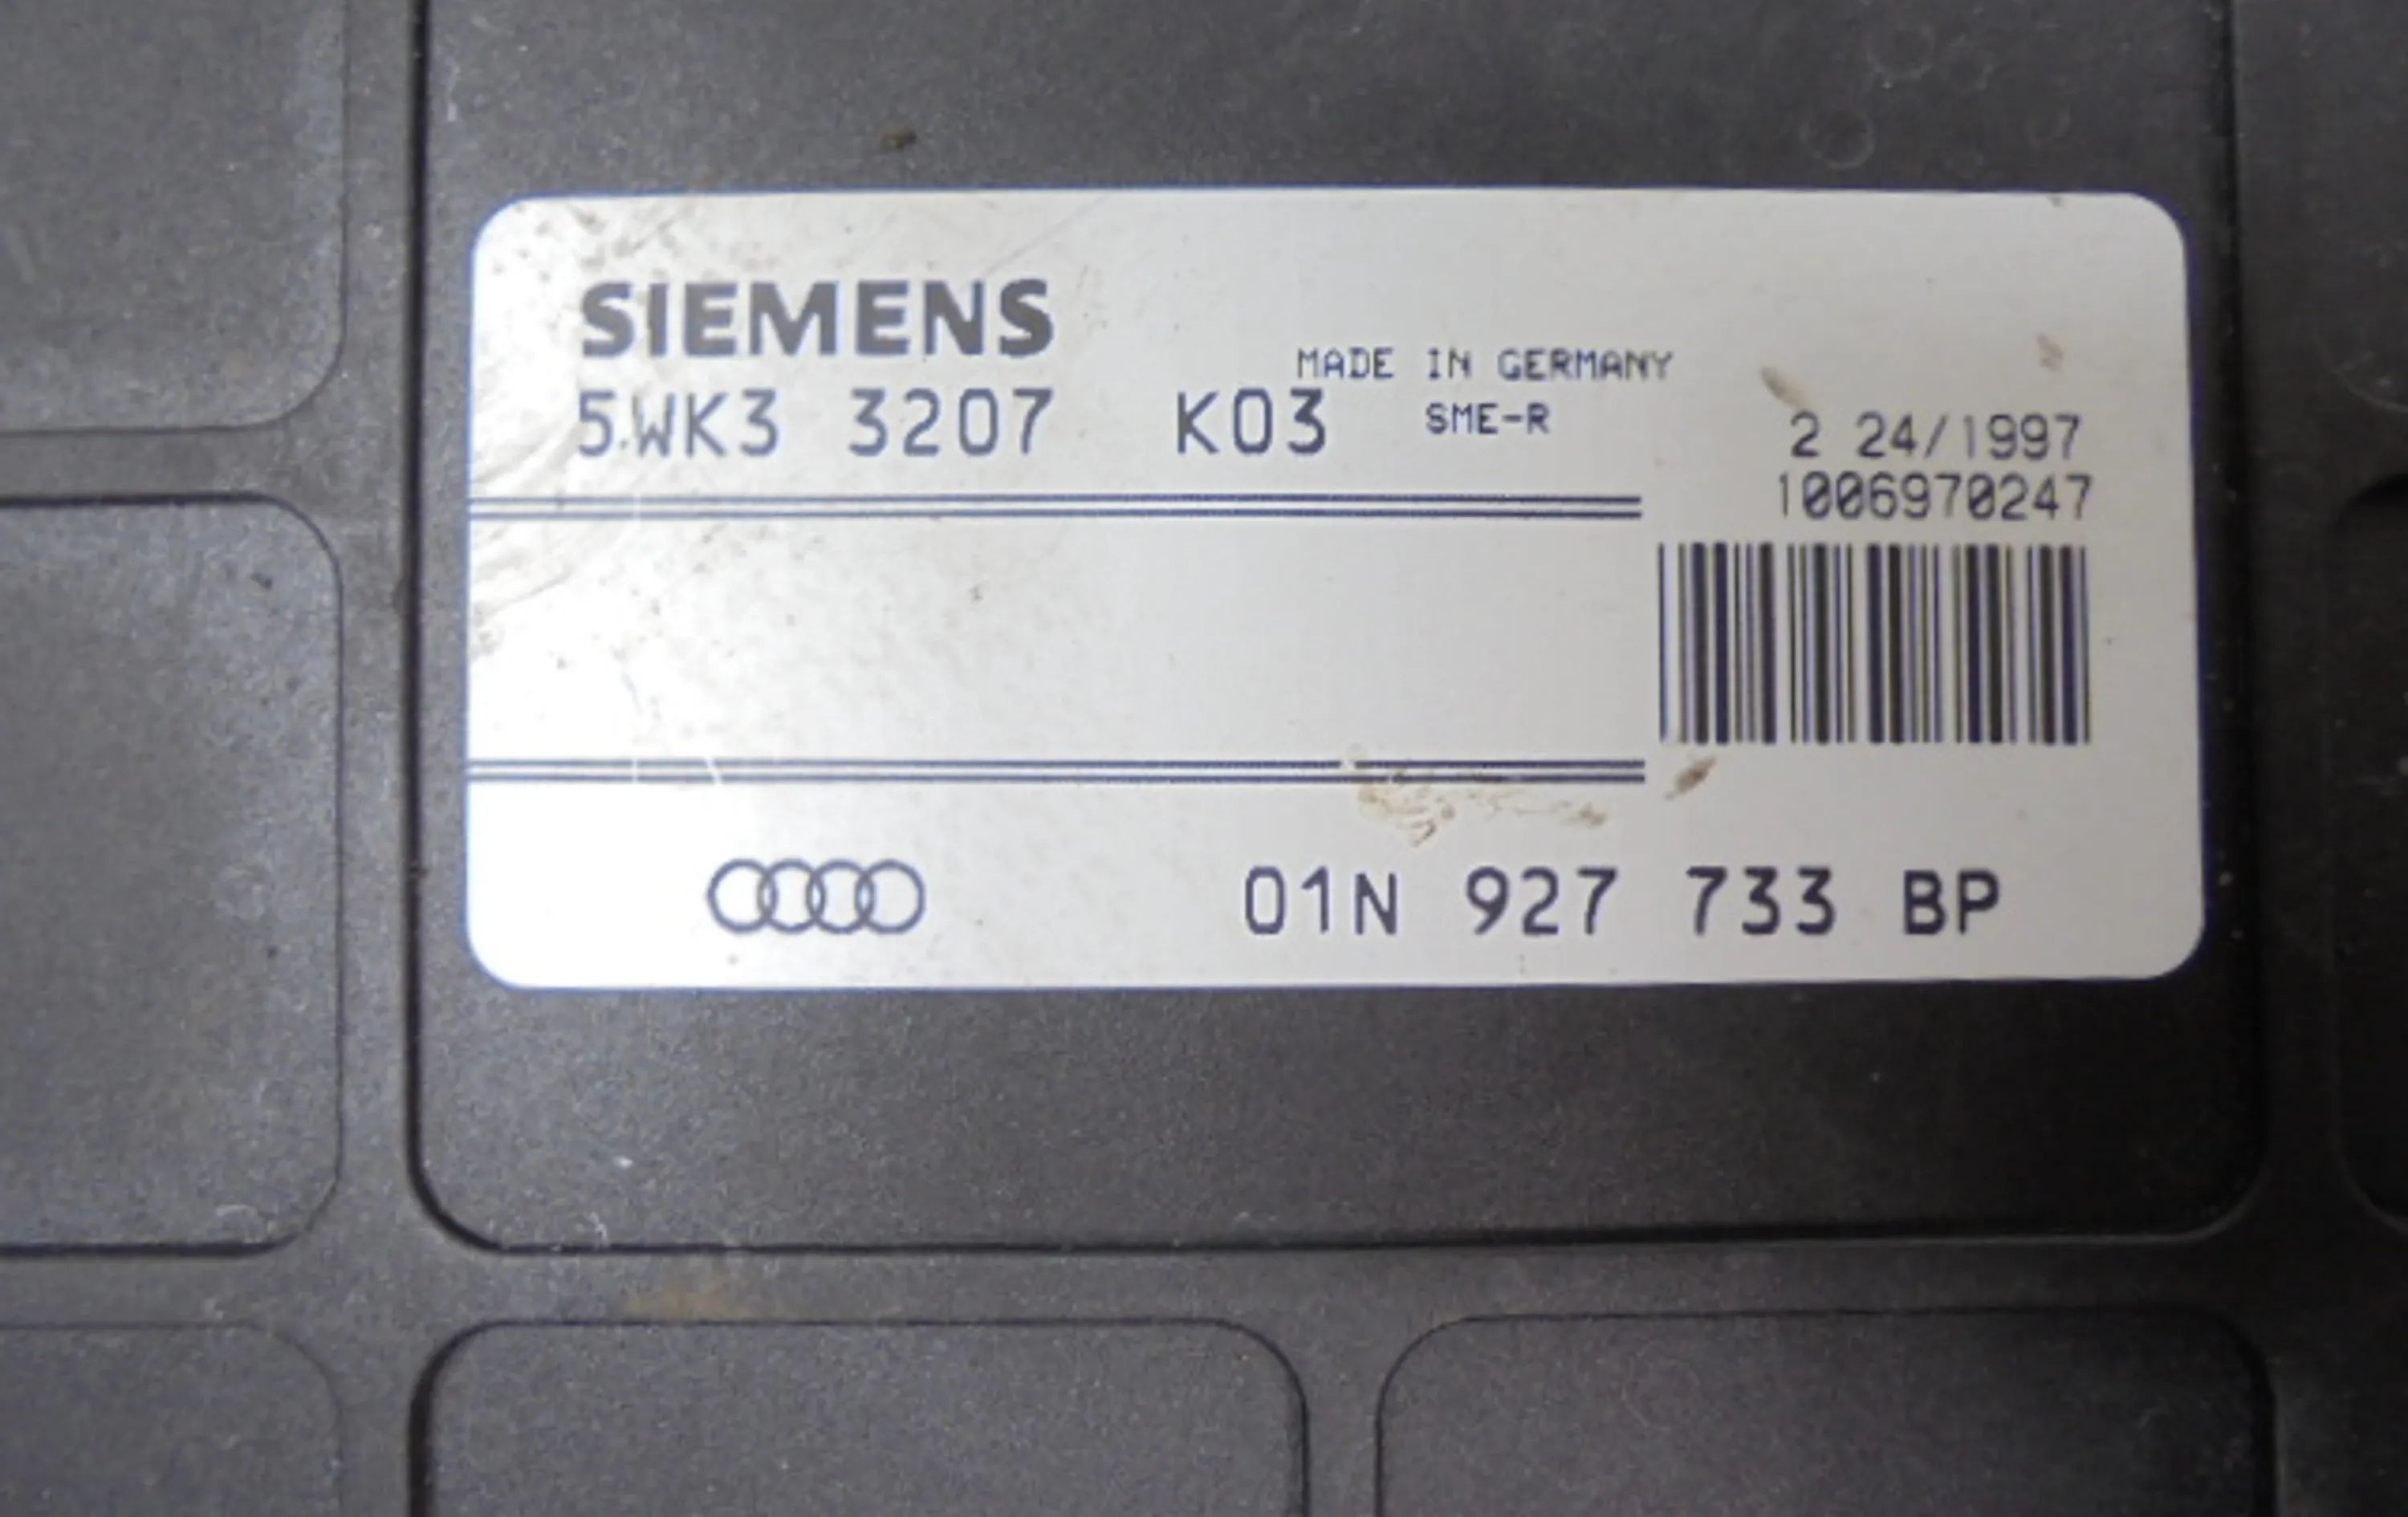 SIEMENS
MADE IN GERMANY
5WK3 3207 K03 SME-R
2 24/1997
1006970247
01N 927 733 BP